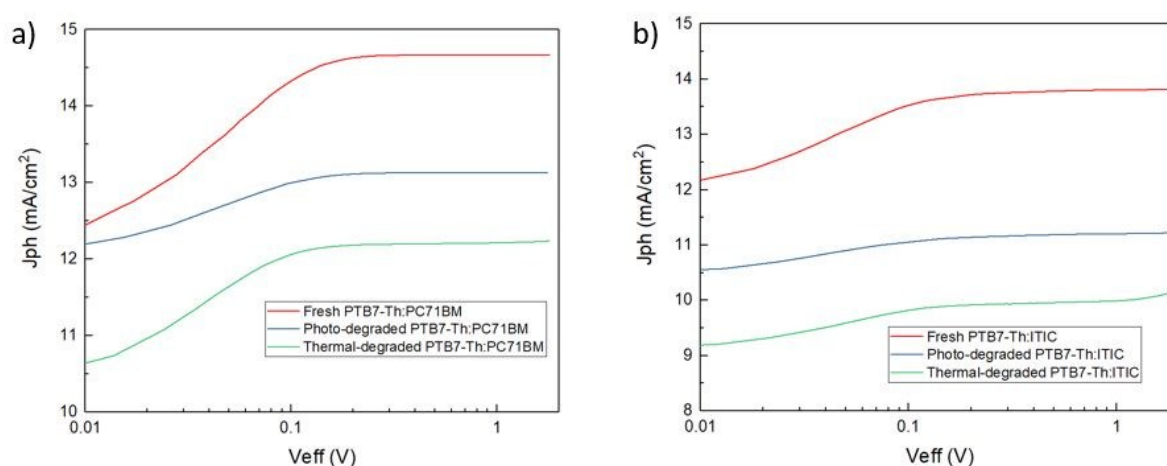 a)
15
14
13
12
11
10
Jph (mA/cm²)
0.01
0.1
1
Veff (V)
Fresh PTB7-Th:PC71BM
Photo-degraded PTB7-Th:PC71BM
Thermal-degraded PTB7-Th:PC71BM
b)
15
14
13
12
11
10
9
8
Jph (mA/cm²)
0.01
0.1
1
Veff (V)
Fresh PTB7-Th:ITIC
Photo-degraded PTB7-Th:ITIC
Thermal-degraded PTB7-Th:ITIC